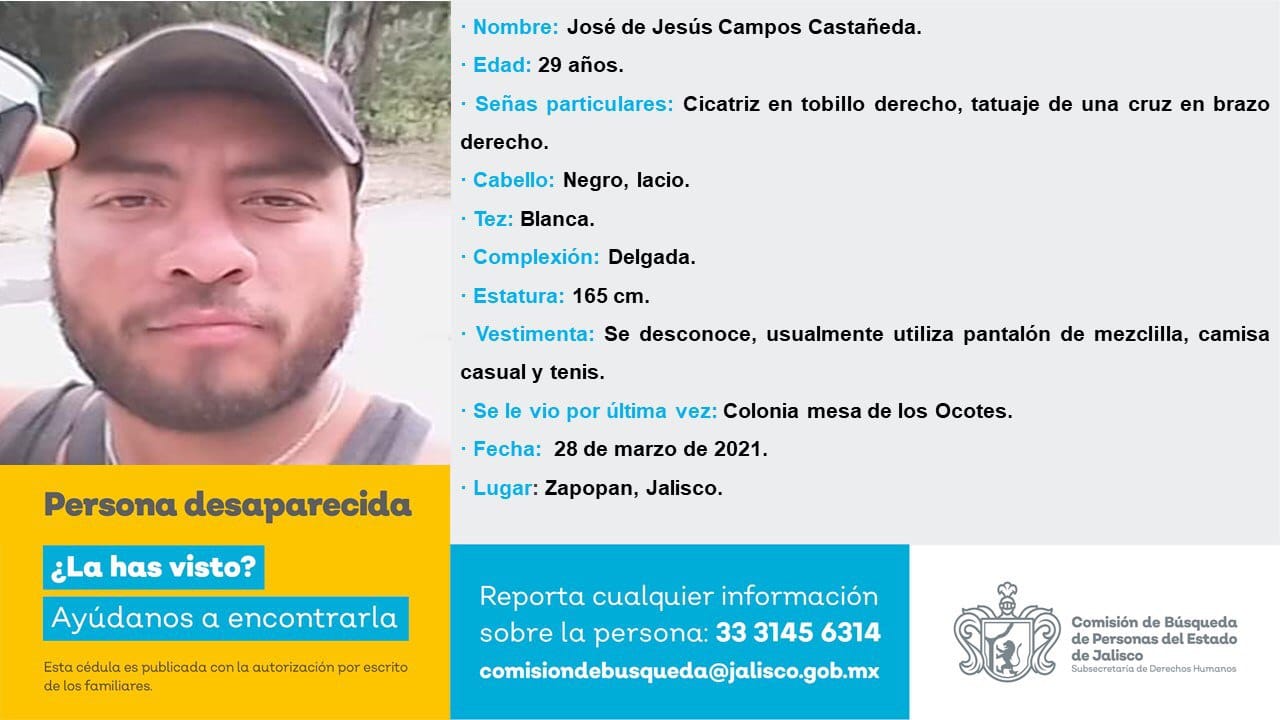 · Nombre: José de Jesús Campos Castañeda.
· Edad: 29 años.
· Señas particulares: Cicatriz en tobillo derecho, tatuaje de una cruz en brazo
derecho.
· Cabello: Negro, lacio.
· Tez: Blanca.
· Complexión: Delgada.
· Estatura: 165 cm.
· Vestimenta: Se desconoce, usualmente utiliza pantalón de mezclilla, camisa
casual y tenis.
· Se le vio por última vez: Colonia mesa de los Ocotes.
· Fecha: 28 de marzo de 2021.
· Lugar: Zapopan, Jalisco.
Persona desaparecida
¿La has visto?
Ayúdanos a encontrarla
Esta cédula es publicada con la autorización por escrito
de los familiares.
Reporta cualquier información
sobre la persona: 33 3145 6314
comisiondebusqueda@jalisco.gob.mx
Comisión de Búsqueda
de Personas del Estado
de Jalisco
Subsecretaría de Derechos Humanos